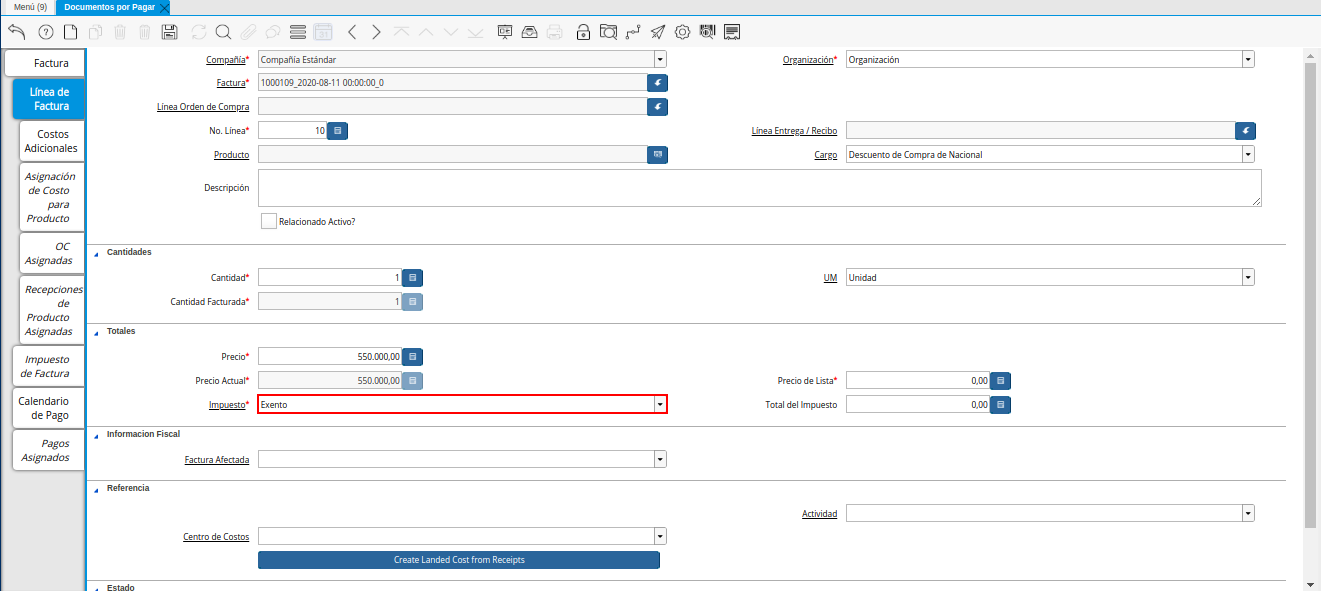 Menú (9)
Documentos por Pagar
Factura
Línea de
Factura
Costos
Adicionales
Asignación
de Costo
para
Producto
OC
Asignadas
Recepciones
de
Producto
Asignadas
Impuesto
de Factura
Calendario
de Pago
Pagos
Asignados
Compañía* Compañía Estándar
Organización* Organización
Factura* 1000109_2020-08-11 00:00:00_0
Línea Orden de Compra
No. Línea* 10
Línea Entrega / Recibo
Producto
Cargo Descuento de Compra de Nacional
Descripción
Relacionado Activo?
Cantidades
Cantidad* 1
UM Unidad
Cantidad Facturada* 1
Totales
Precio* 550.000,00
Precio Actual* 550.000,00
Precio de Lista* 0,00
Impuesto* Exento
Total del Impuesto 0,00
Informacion Fiscal
Factura Afectada
Referencia
Actividad
Centro de Costos
Create Landed Cost from Receipts
Estado